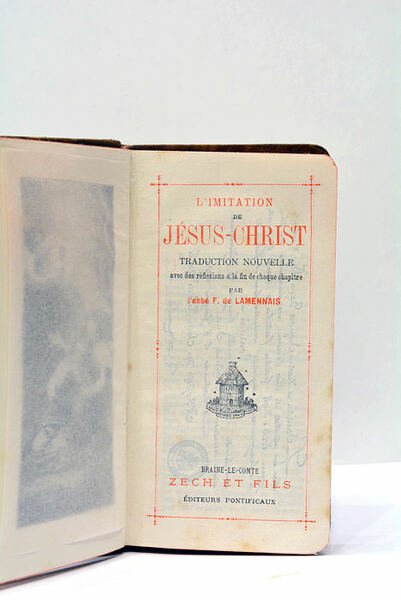 L'IMITATION
DE
JÉSUS-CHRIST
TRADUCTION NOUVELLE
avec des réflexions à la fin de chaque chapitre
PAR
l'abbé F. de LAMENNAIS
BRAINE-LE-COMTE
ZECH ET FILS
ÉDITEURS PONTIFICAUX